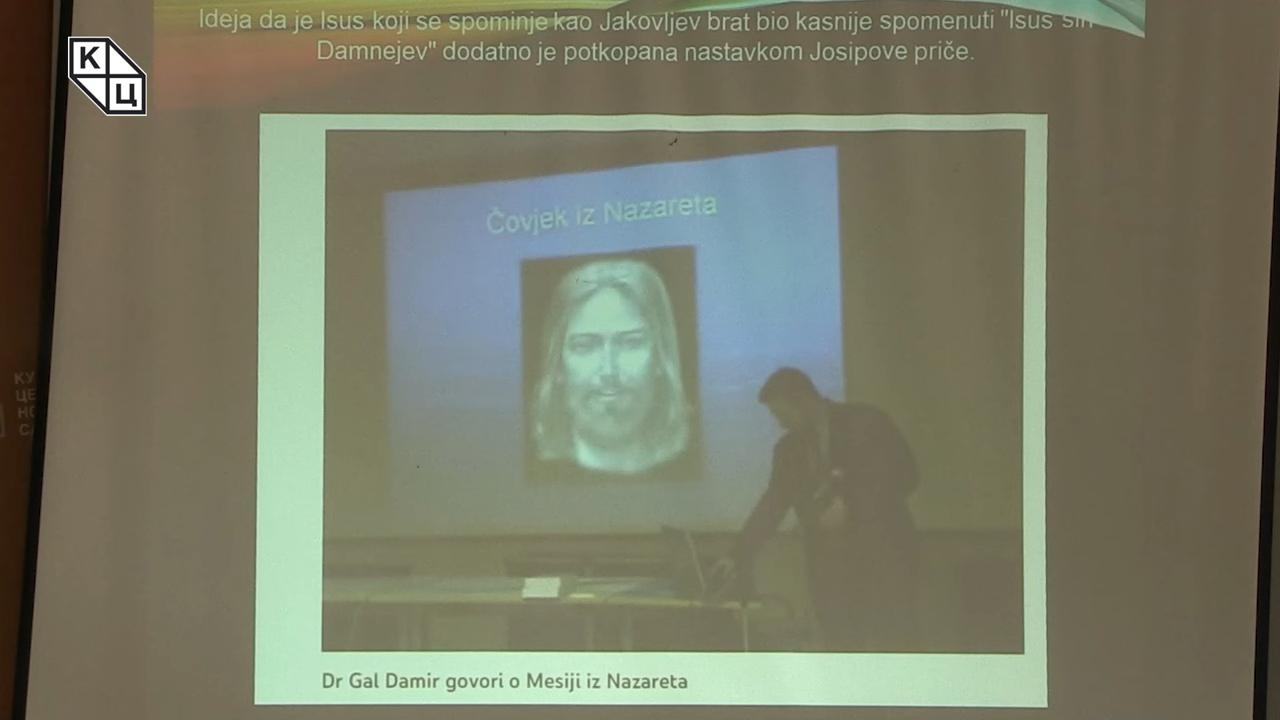 Ideja da je Isus koji se spominje kao Jakovljev brat bio kasnije spomenuti "Isus sin
Damnejev" dodatno je potkopana nastavkom Josipove priče.
К
Ц
Čovjek iz Nazareta
Dr Gal Damir govori o Mesiji iz Nazareta